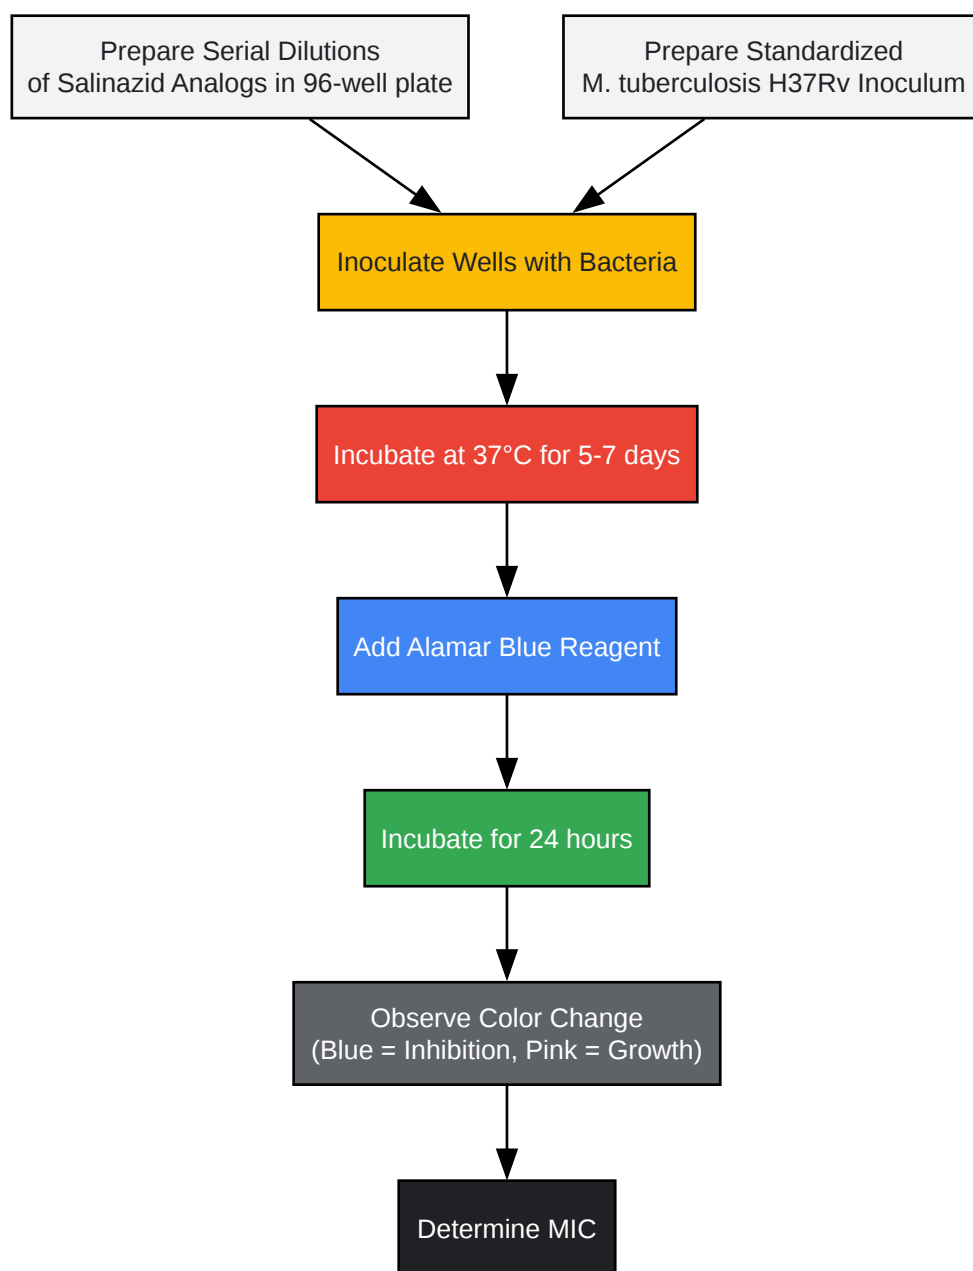 Prepare Serial Dilutions
of Salinazid Analogs in 96-well plate
Prepare Standardized
M. tuberculosis H37Rv Inoculum
Inoculate Wells with Bacteria
Incubate at 37°C for 5-7 days
Add Alamar Blue Reagent
Incubate for 24 hours
Observe Color Change
(Blue = Inhibition, Pink = Growth)
Determine MIC